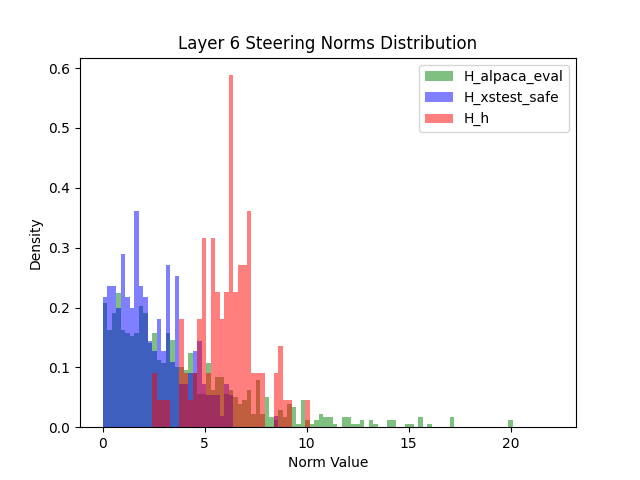 Layer 6 Steering Norms Distribution
H_alpaca_eval
H_xstest_safe
H_h
0.6
0.5
0.4
0.3
0.2
0.1
0.0
Density
0 5 10 15 20
Norm Value